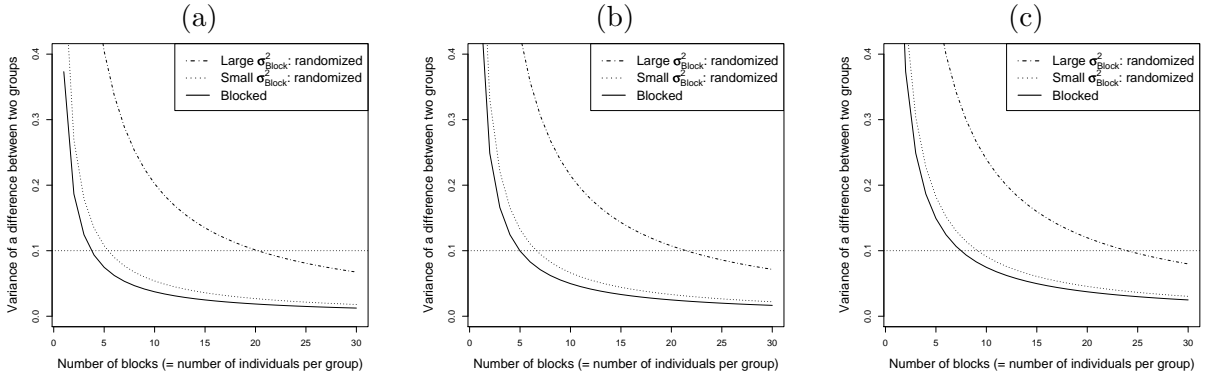 (a)
Variance of a difference between two groups
0.4
0.3
0.2
0.1
0.0
Large σ²Block: randomized
Small σ²Block: randomized
Blocked
0 5 10 15 20 25 30
Number of blocks (= number of individuals per group)
(b)
Variance of a difference between two groups
0.4
0.3
0.2
0.1
0.0
Large σ²Block: randomized
Small σ²Block: randomized
Blocked
0 5 10 15 20 25 30
Number of blocks (= number of individuals per group)
(c)
Variance of a difference between two groups
0.4
0.3
0.2
0.1
0.0
Large σ²Block: randomized
Small σ²Block: randomized
Blocked
0 5 10 15 20 25 30
Number of blocks (= number of individuals per group)